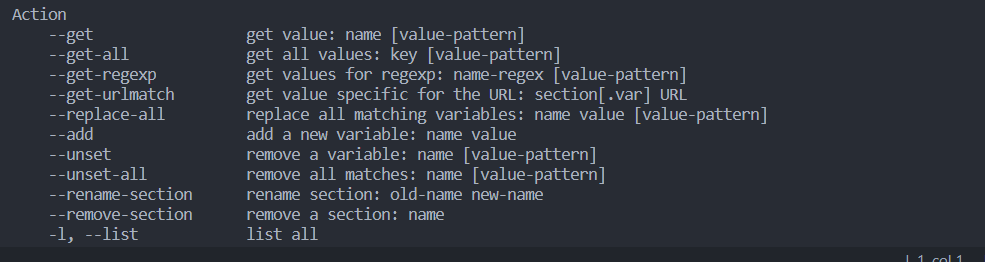 Action
    --get                 get value: name [value-pattern]
    --get-all             get all values: key [value-pattern]
    --get-regexp          get values for regexp: name-regex [value-pattern]
    --get-urlmatch        get value specific for the URL: section[.var] URL
    --replace-all         replace all matching variables: name value [value-pattern]
    --add                 add a new variable: name value
    --unset               remove a variable: name [value-pattern]
    --unset-all           remove all matches: name [value-pattern]
    --rename-section      rename section: old-name new-name
    --remove-section      remove a section: name
    -l, --list            list all